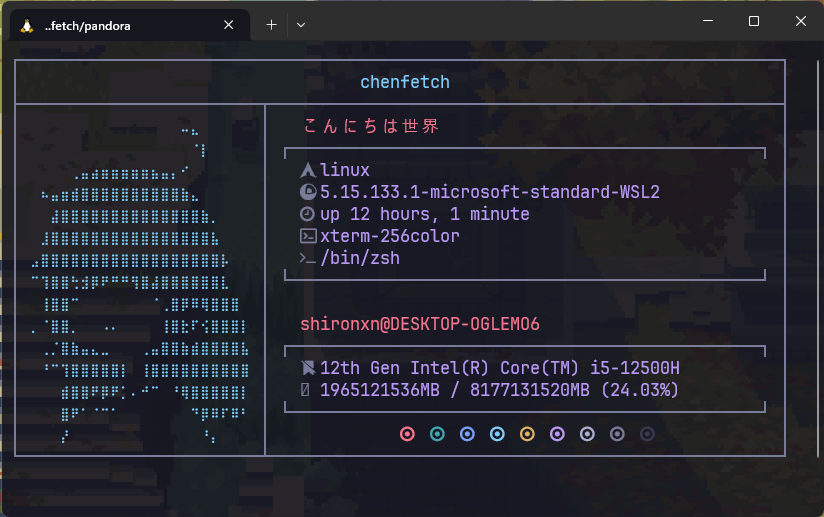 ..fetch/pandora
chenfetch
こんにちは世界
linux
5.15.133.1-microsoft-standard-WSL2
up 12 hours, 1 minute
xterm-256color
/bin/zsh
shironxn@DESKTOP-OGLEMO6
12th Gen Intel(R) Core(TM) i5-12500H
1965121536MB / 8177131520MB (24.03%)